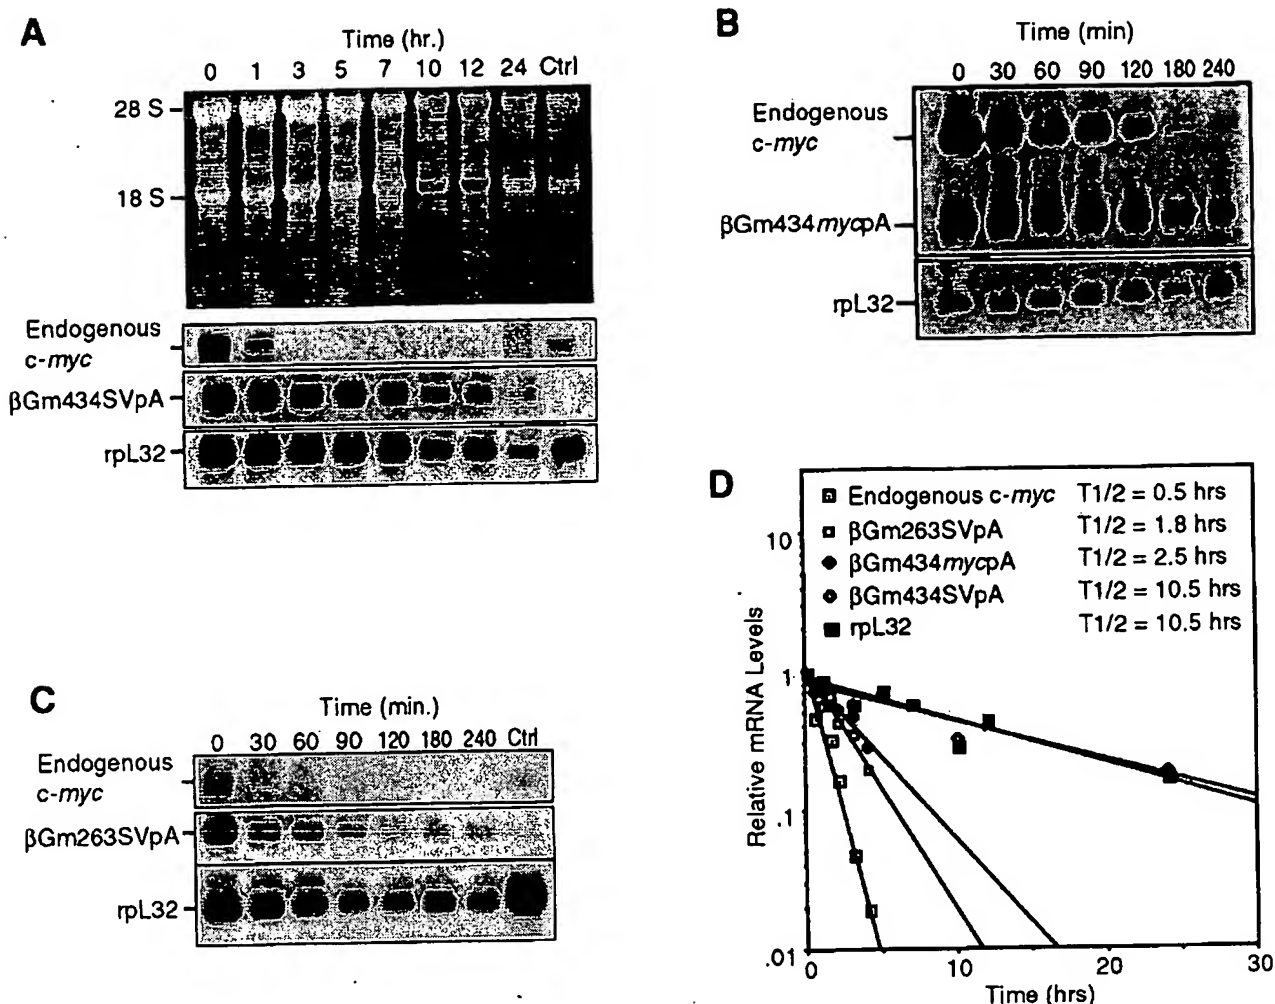 A
Time (hr.)
0 1 3 5 7 10 12 24 Ctrl
28 S
18 S
Endogenous
c-myc
βGm434SVpA
rpL32
B
Time (min)
0 30 60 90 120 180 240
Endogenous
c-myc
βGm434mycpA
rpL32
C
Time (min.)
0 30 60 90 120 180 240 Ctrl
Endogenous
c-myc
βGm263SVpA
rpL32
D
Endogenous c-myc T1/2 = 0.5 hrs
βGm263SVpA T1/2 = 1.8 hrs
βGm434mycpA T1/2 = 2.5 hrs
βGm434SVpA T1/2 = 10.5 hrs
rpL32 T1/2 = 10.5 hrs
Relative mRNA Levels
10
1
.1
.01
0 10 20 30
Time (hrs)